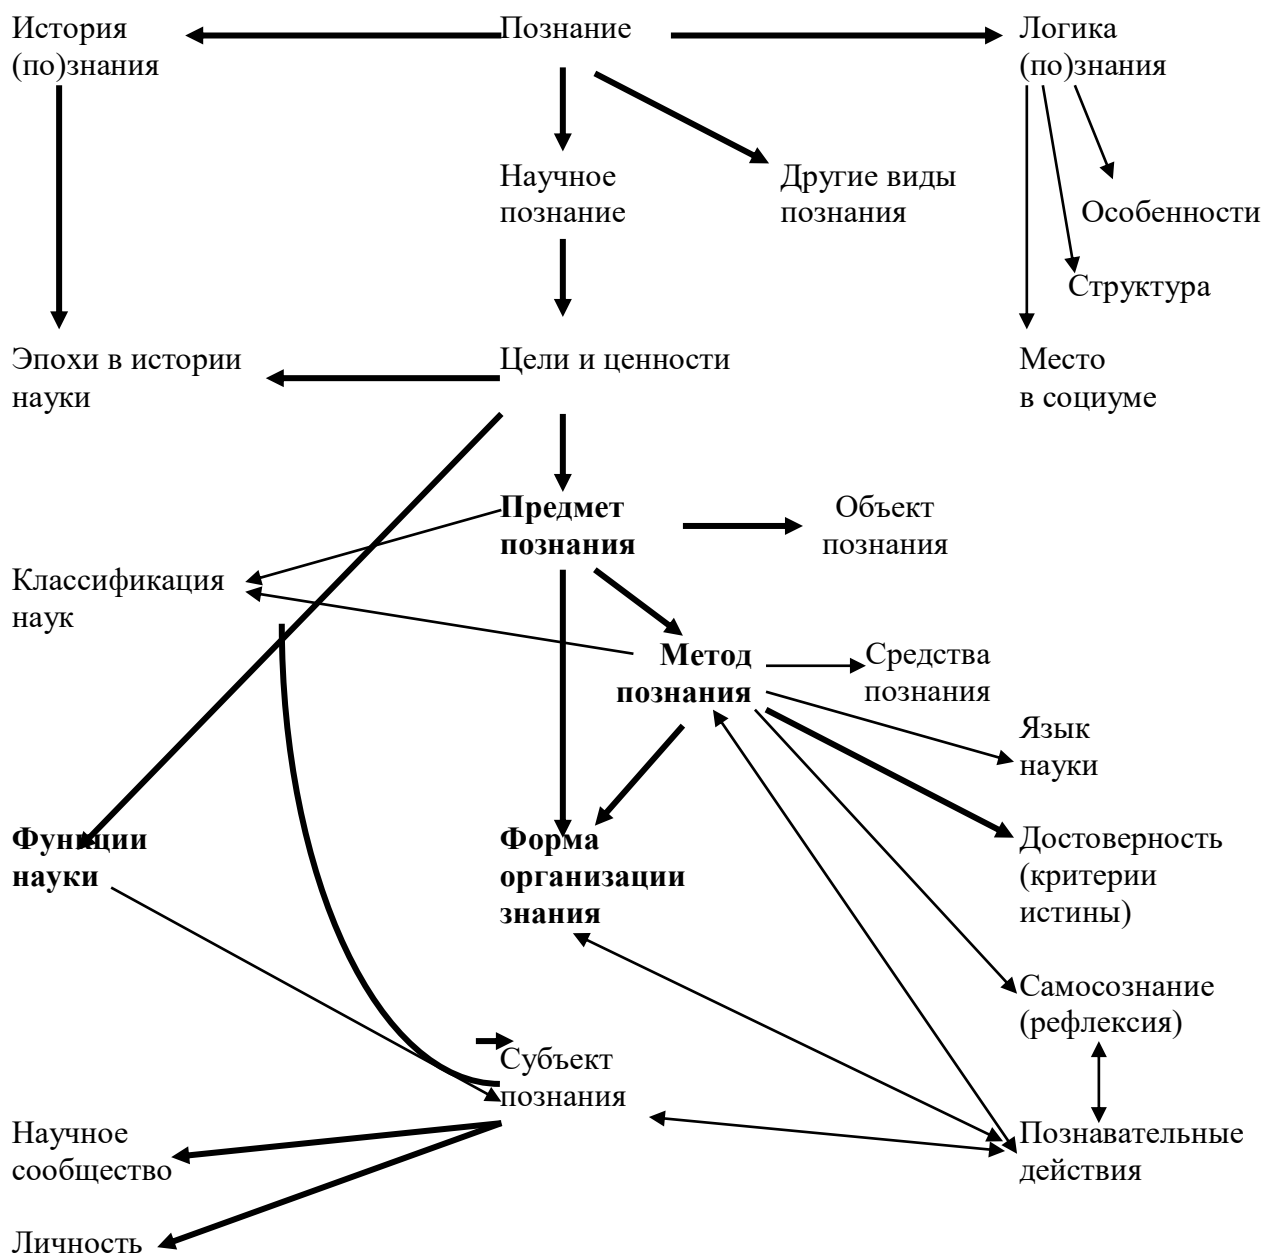 История
(по)знания
Познание
Логика
(по)знания
Научное
познание
Другие виды
познания
Особенности
Структура
Эпохи в истории
науки
Цели и ценности
Место
в социуме
Предмет
познания
Объект
познания
Классификация
наук
Метод
познания
Средства
познания
Язык
науки
Функции
науки
Форма
организации
знания
Достоверность
(критерии
истины)
Самосознание
(рефлексия)
Субъект
познания
Научное
сообщество
Познавательные
действия
Личность